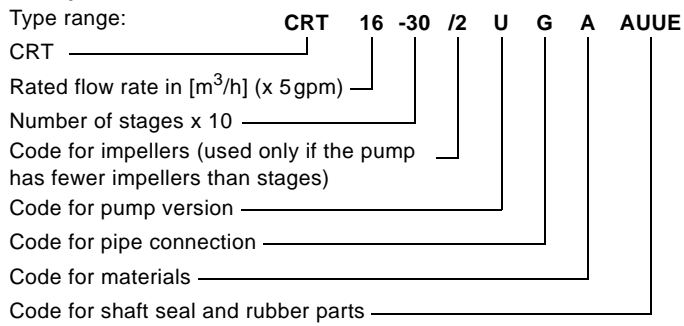 Type range: CRT 16 -30 /2 U G A AUUE
CRT
Rated flow rate in [m³/h] (x 5 gpm)
Number of stages x 10
Code for impellers (used only if the pump
has fewer impellers than stages)
Code for pump version
Code for pipe connection
Code for materials
Code for shaft seal and rubber parts